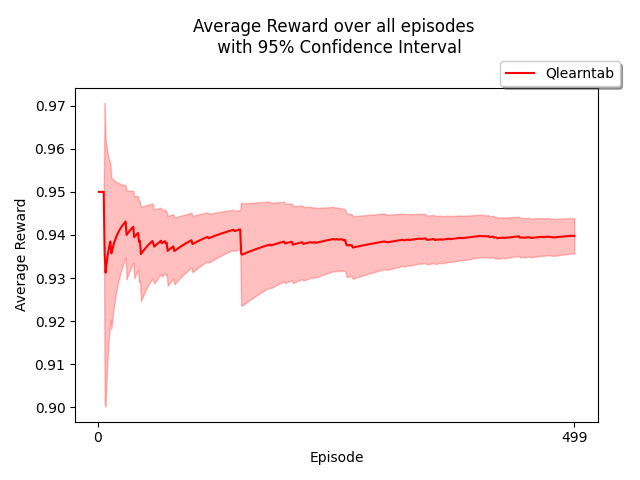 Average Reward over all episodes
with 95% Confidence Interval
Qlearntab
0.97
0.96
0.95
0.94
0.93
0.92
0.91
0.90
Average Reward
0
499
Episode